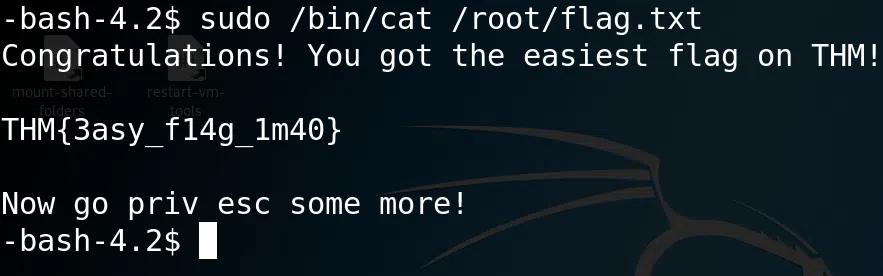 -bash-4.2$ sudo /bin/cat /root/flag.txt
Congratulations! You got the easiest flag on THM!
mount-shared-folders
restart-vm-tools
THM{3asy_f14g_1m40}
Now go priv esc some more!
-bash-4.2$